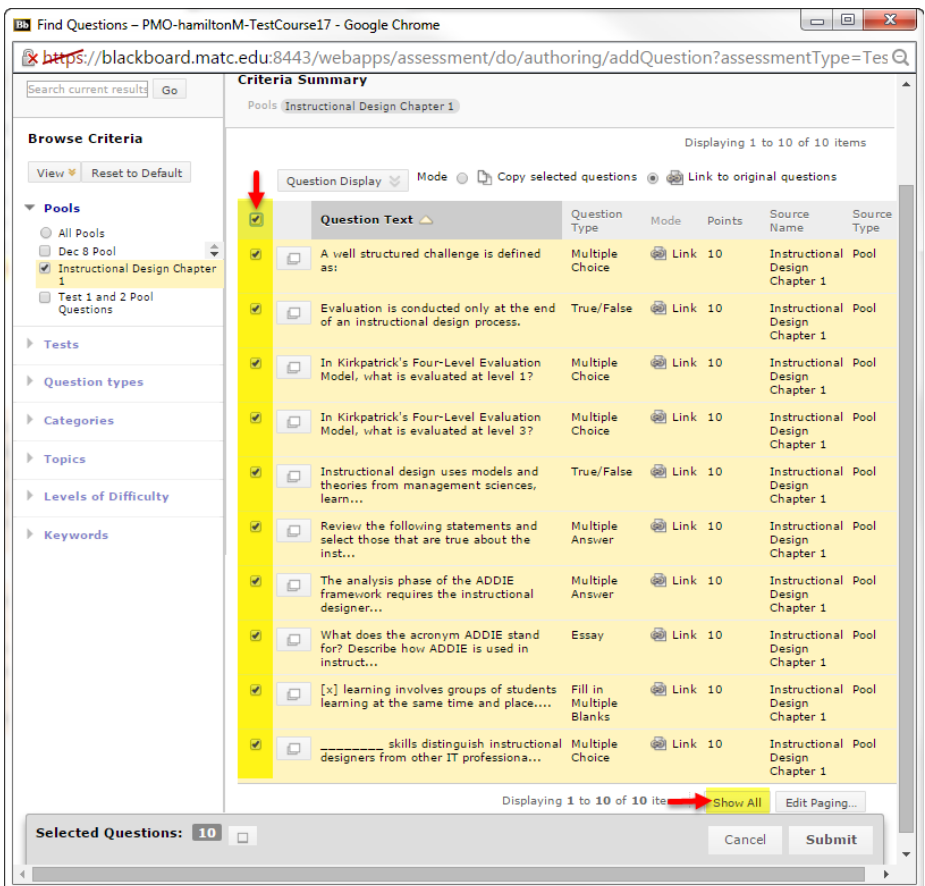 Bb Find Questions – PMO-hamiltonM-TestCourse17 - Google Chrome
https://blackboard.matc.edu:8443/webapps/assessment/do/authoring/addQuestion?assessmentType=Tes
Search current results Go
Browse Criteria
View Reset to Default
Pools
All Pools
Dec 8 Pool
Instructional Design Chapter
1
Test 1 and 2 Pool
Questions
Tests
Question types
Categories
Topics
Levels of Difficulty
Keywords
Criteria Summary
Pools Instructional Design Chapter 1
Displaying 1 to 10 of 10 items
Question Display Mode Copy selected questions Link to original questions
Question Text Question Type Mode Points Source Name Source Type
A well structured challenge is defined Multiple Link 10 Instructional Pool
as: Choice Design
Chapter 1
Evaluation is conducted only at the end True/False Link 10 Instructional Pool
of an instructional design process. Design
Chapter 1
In Kirkpatrick's Four-Level Evaluation Multiple Link 10 Instructional Pool
Model, what is evaluated at level 1? Choice Design
Chapter 1
In Kirkpatrick's Four-Level Evaluation Multiple Link 10 Instructional Pool
Model, what is evaluated at level 3? Choice Design
Chapter 1
Instructional design uses models and True/False Link 10 Instructional Pool
theories from management sciences, Design
learn... Chapter 1
Review the following statements and Multiple Link 10 Instructional Pool
select those that are true about the Answer Design
inst... Chapter 1
The analysis phase of the ADDIE Multiple Link 10 Instructional Pool
framework requires the instructional Answer Design
designer... Chapter 1
What does the acronym ADDIE stand Essay Link 10 Instructional Pool
for? Describe how ADDIE is used in Design
instruct... Chapter 1
[x] learning involves groups of students Fill in Link 10 Instructional Pool
learning at the same time and place.... Multiple Design
Blanks Chapter 1
________ skills distinguish instructional Multiple Link 10 Instructional Pool
designers from other IT professiona... Choice Design
Chapter 1
Displaying 1 to 10 of 10 ite Show All Edit Paging...
Selected Questions: 10 Cancel Submit